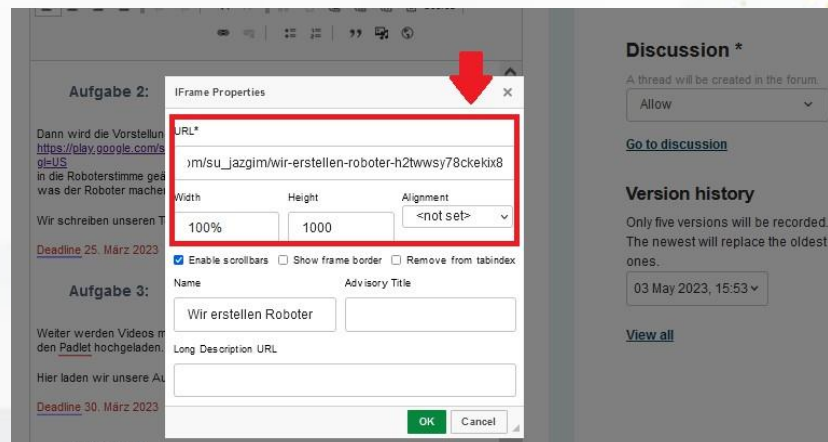 Aufgabe 2:
Dann wird die Vorstellun
https://play.google.com/s
gl=US
in die Roboterstimme geä
was der Roboter mache
Wir schreiben unseren T
Deadline 25. März 2023
Aufgabe 3:
Weiter werden Videos m
den Padlet hochgeladen.
Hier laden wir unsere Au
Deadline 30. März 2023
IFrame Properties
URL*
om/su_jazgim/wir-erstellen-roboter-h2twwsy78ckekix8
Width Height Alignment
100% 1000 <not set>
Enable scrollbars Show frame border Remove from tabindex
Name Advisory Title
Wir erstellen Roboter
Long Description URL
OK Cancel
Discussion *
A thread will be created in the forum.
Allow
Go to discussion
Version history
Only five versions will be recorded.
The newest will replace the oldest
ones.
03 May 2023, 15:53
View all